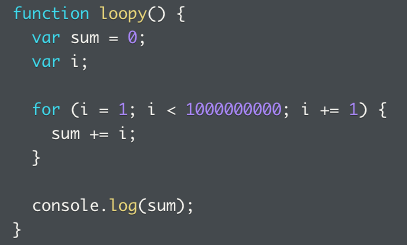 function loopy() {
  var sum = 0;
  var i;

  for (i = 1; i < 1000000000; i += 1) {
    sum += i;
  }

  console.log(sum);
}